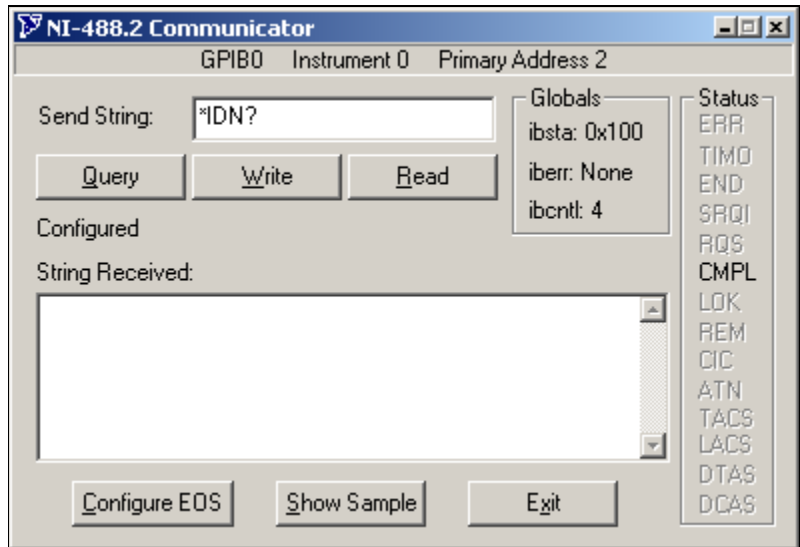 NI-488.2 Communicator
GPIB0 Instrument 0 Primary Address 2
Send String:
*IDN?
Query
Write
Read
Configured
String Received:
Globals
ibsta: 0x100
iberr: None
ibcntl: 4
Status
ERR
TIMO
END
SRQI
RQS
CMPL
LOK
REM
CIC
ATN
TACS
LACS
DTAS
DCAS
Configure EOS
Show Sample
Exit